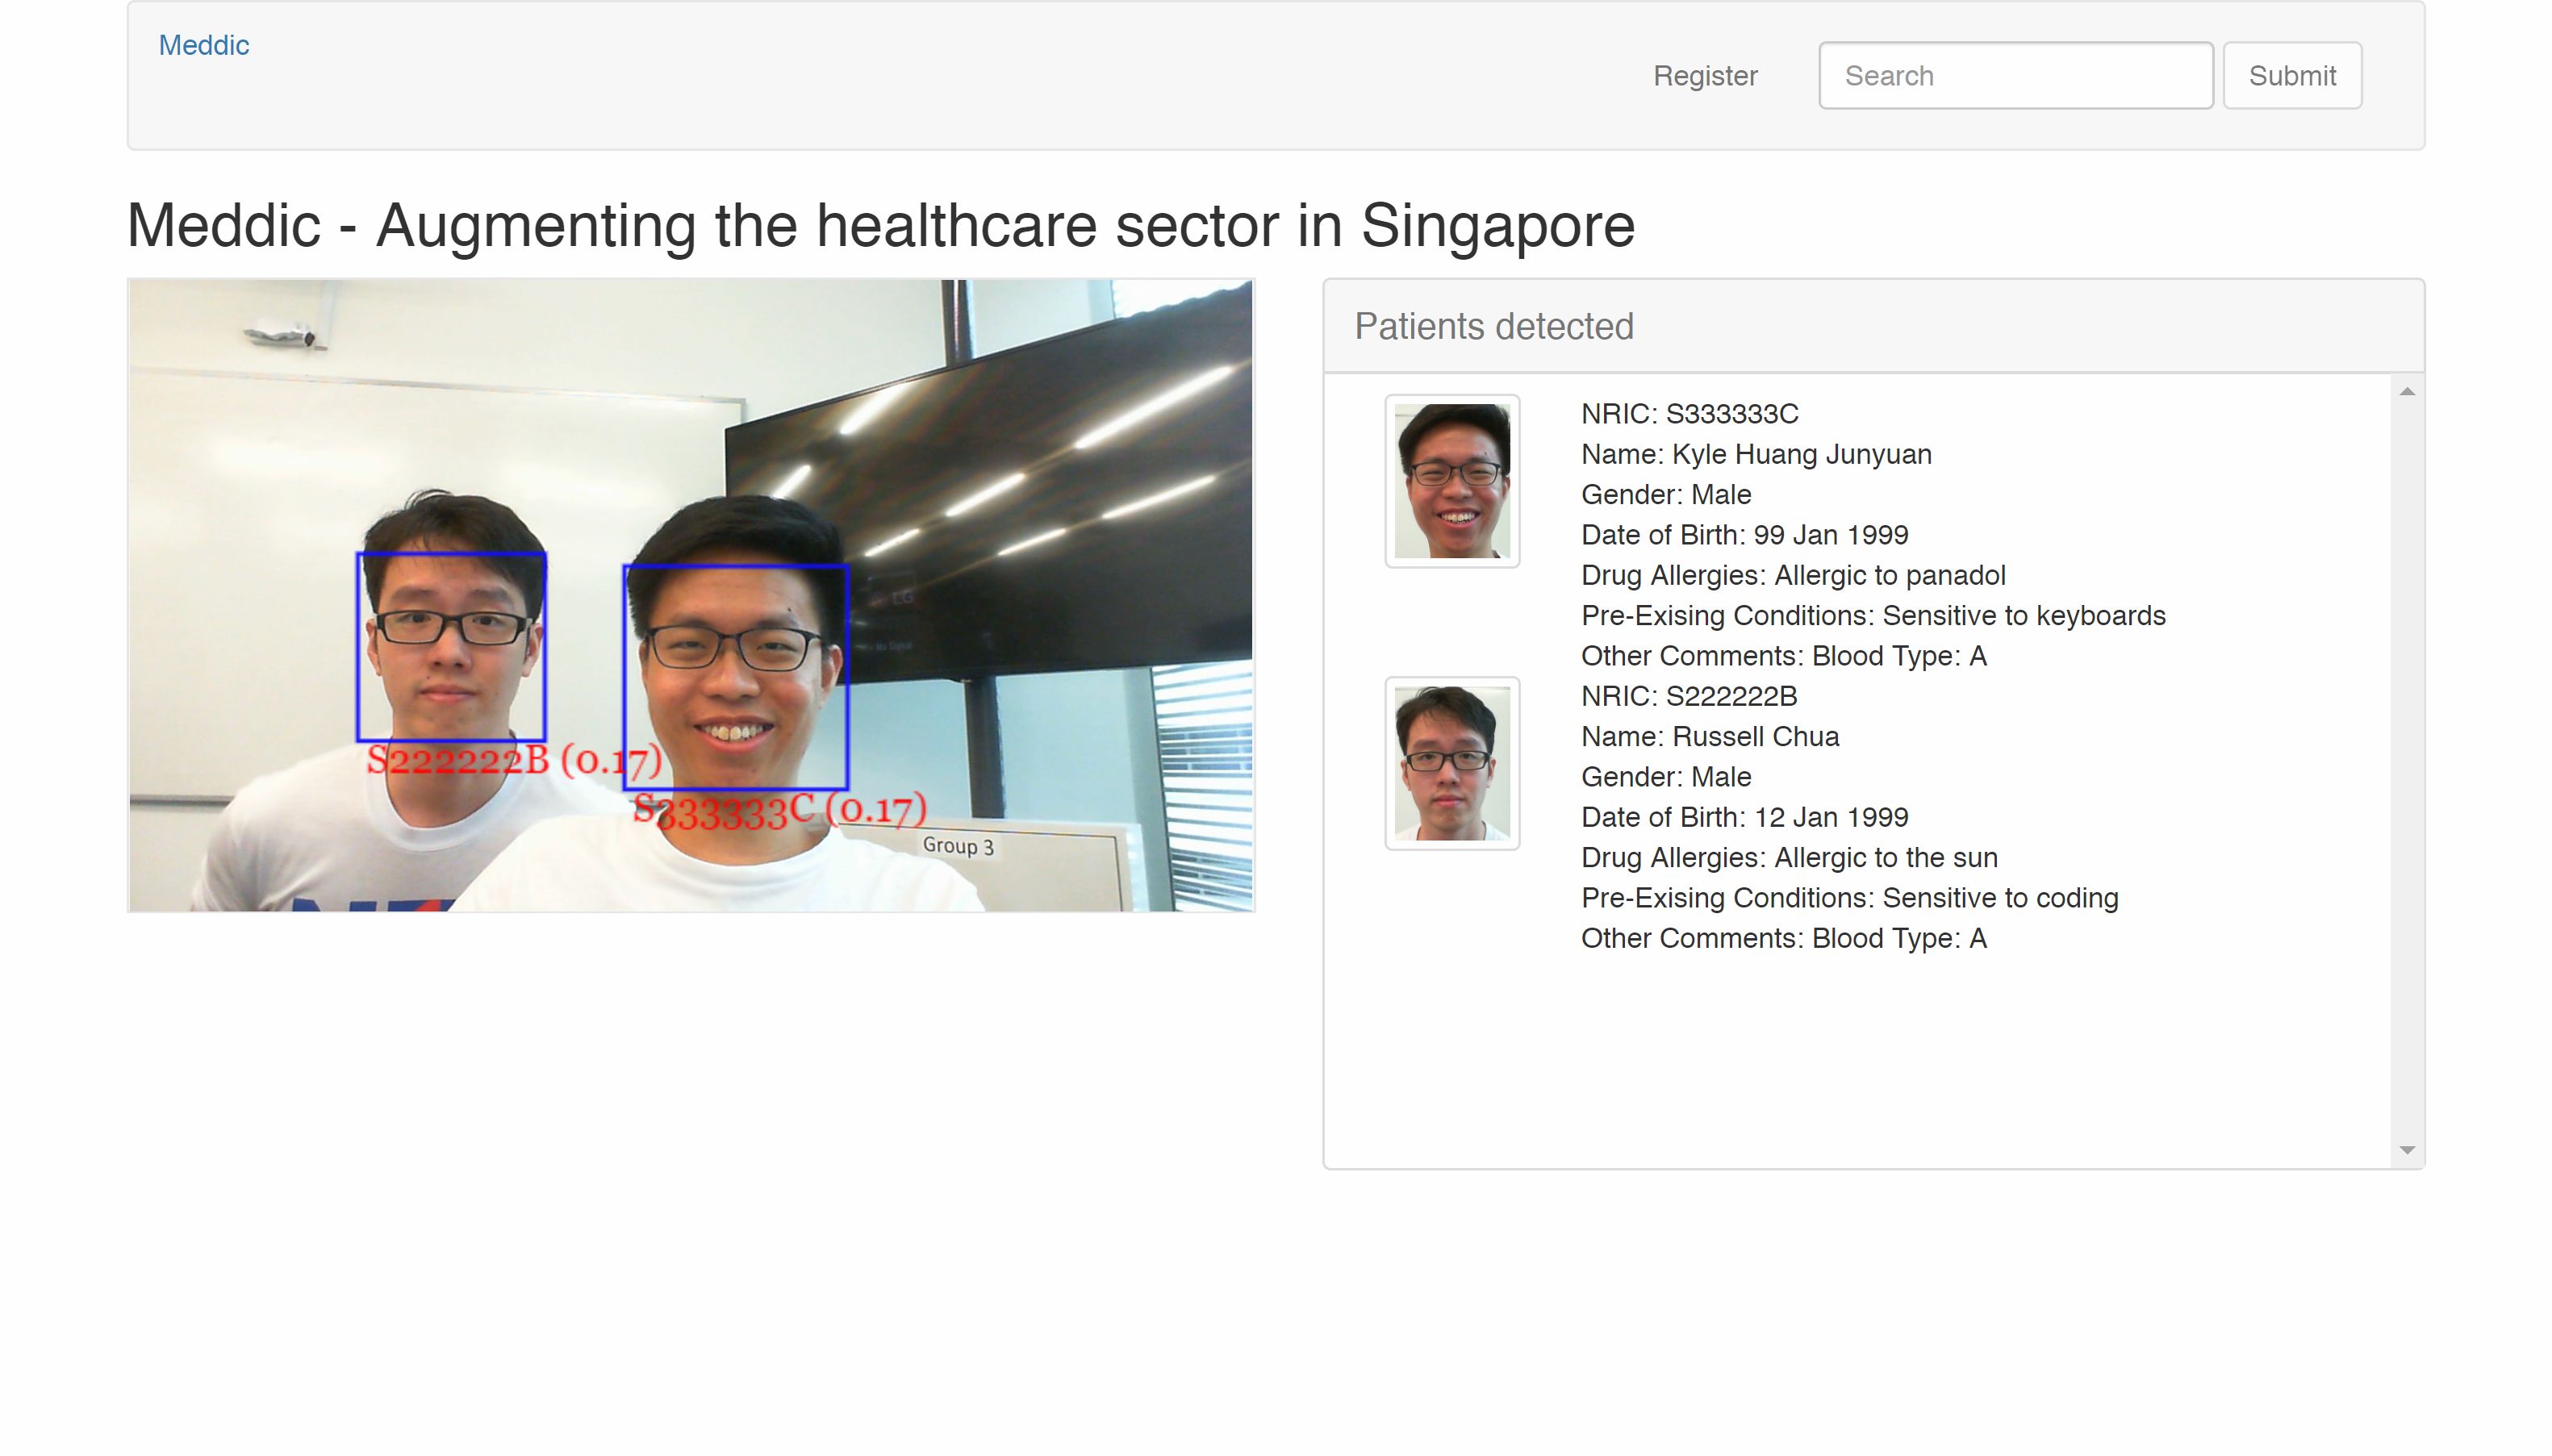 Meddic
Register
Search
Submit
Meddic - Augmenting the healthcare sector in Singapore
S222222B (0.17)
S333333C (0.17)
LG
No Signal
Group 3
Patients detected
NRIC: S333333C
Name: Kyle Huang Junyuan
Gender: Male
Date of Birth: 99 Jan 1999
Drug Allergies: Allergic to panadol
Pre-Exising Conditions: Sensitive to keyboards
Other Comments: Blood Type: A
NRIC: S222222B
Name: Russell Chua
Gender: Male
Date of Birth: 12 Jan 1999
Drug Allergies: Allergic to the sun
Pre-Exising Conditions: Sensitive to coding
Other Comments: Blood Type: A